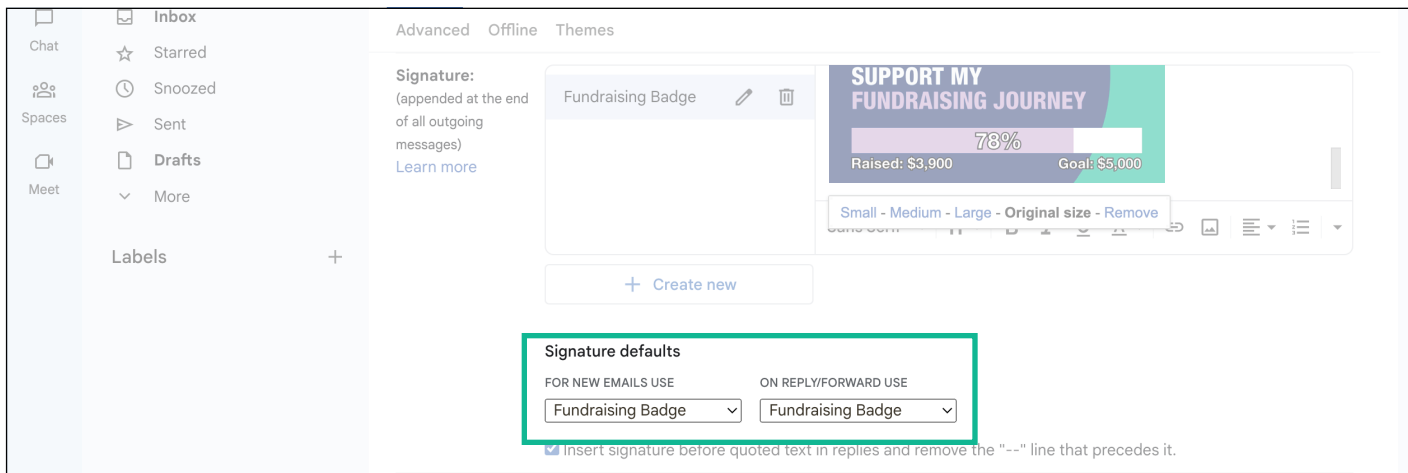 Chat
Spaces
Meet
Inbox
Starred
Snoozed
Sent
Drafts
More
Labels
Advanced Offline Themes
Signature:
(appended at the end
of all outgoing
messages)
Learn more
Fundraising Badge
SUPPORT MY
FUNDRAISING JOURNEY
78%
Raised: $3,900 Goal: $5,000
Small - Medium - Large - Original size - Remove
+ Create new
Signature defaults
FOR NEW EMAILS USE ON REPLY/FORWARD USE
Fundraising Badge Fundraising Badge
Insert signature before quoted text in replies and remove the "--" line that precedes it.